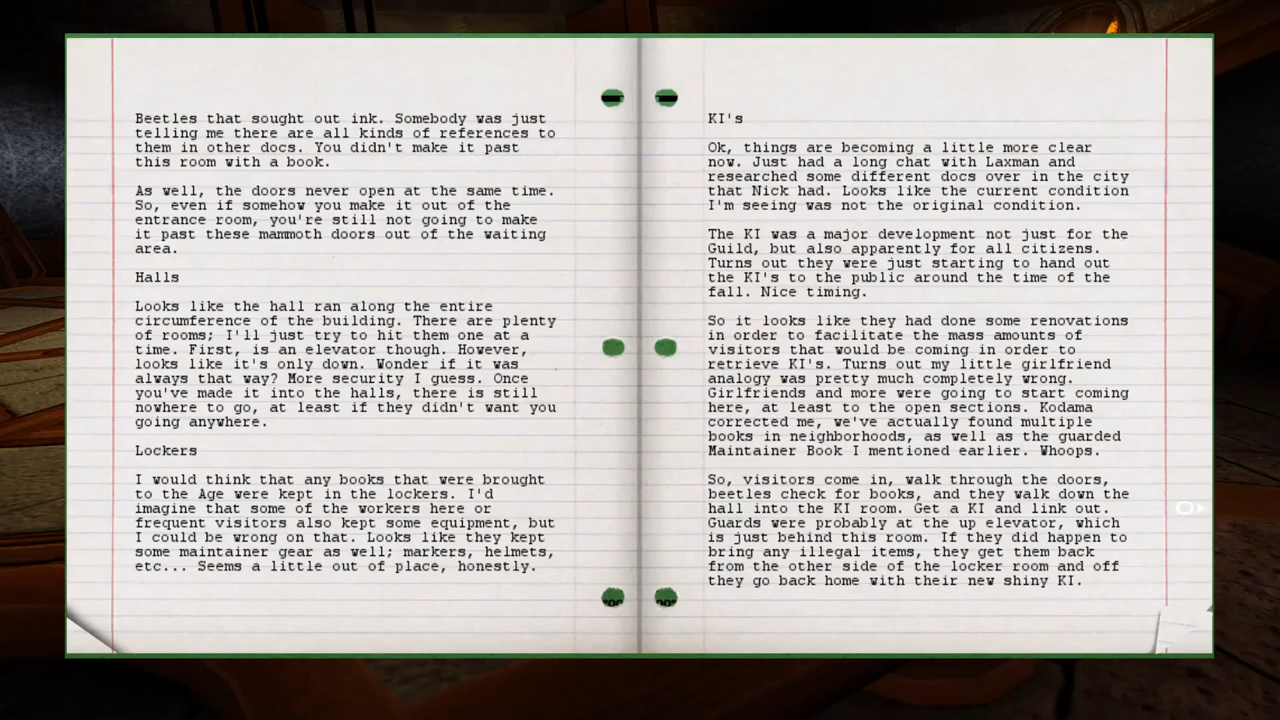 Beetles that sought out ink. Somebody was just
telling me there are all kinds of references to
them in other docs. You didn't make it past
this room with a book.
As well, the doors never open at the same time.
So, even if somehow you make it out of the
entrance room, you're still not going to make
it past these mammoth doors out of the waiting
area.
Halls
Looks like the hall ran along the entire
circumference of the building. There are plenty
of rooms; I'll just try to hit them one at a
time. First, is an elevator though. However,
looks like it's only down. Wonder if it was
always that way? More security I guess. Once
you've made it into the halls, there is still
nowhere to go, at least if they didn't want you
going anywhere.
Lockers
I would think that any books that were brought
to the Age were kept in the lockers. I'd
imagine that some of the workers here or
frequent visitors also kept some equipment, but
I could be wrong on that. Looks like they kept
some maintainer gear as well; markers, helmets,
etc... Seems a little out of place, honestly.
KI's
Ok, things are becoming a little more clear
now. Just had a long chat with Laxman and
researched some different docs over in the city
that Nick had. Looks like the current condition
I'm seeing was not the original condition.
The KI was a major development not just for the
Guild, but also apparently for all citizens.
Turns out they were just starting to hand out
the KI's to the public around the time of the
fall. Nice timing.
So it looks like they had done some renovations
in order to facilitate the mass amounts of
visitors that would be coming in order to
retrieve KI's. Turns out my little girlfriend
analogy was pretty much completely wrong.
Girlfriends and more were going to start coming
here, at least to the open sections. Kodama
corrected me, we've actually found multiple
books in neighborhoods, as well as the guarded
Maintainer Book I mentioned earlier. Whoops.
So, visitors come in, walk through the doors,
beetles check for books, and they walk down the
hall into the KI room. Get a KI and link out.
Guards were probably at the up elevator, which
is just behind this room. If they did happen to
bring any illegal items, they get them back
from the other side of the locker room and off
they go back home with their new shiny KI.